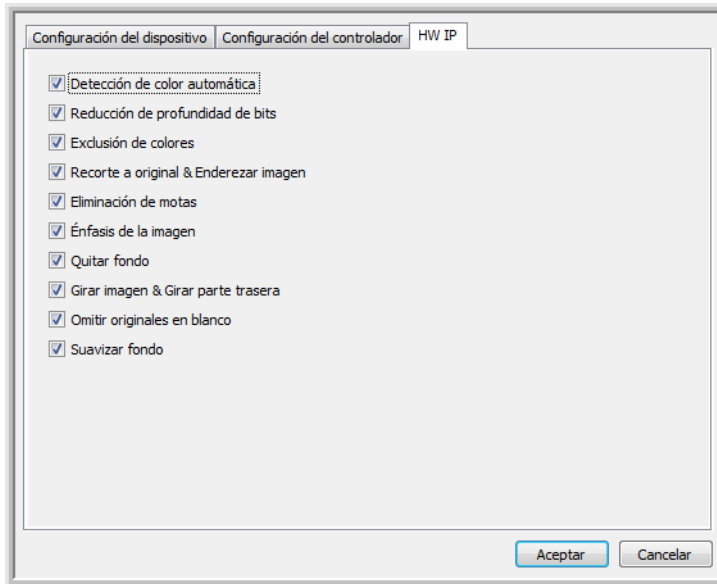 Configuración del dispositivo Configuración del controlador HW IP
Detección de color automática
Reducción de profundidad de bits
Exclusión de colores
Recorte a original & Enderezar imagen
Eliminación de motas
Énfasis de la imagen
Quitar fondo
Girar imagen & Girar parte trasera
Omitir originales en blanco
Suavizar fondo
Aceptar Cancelar